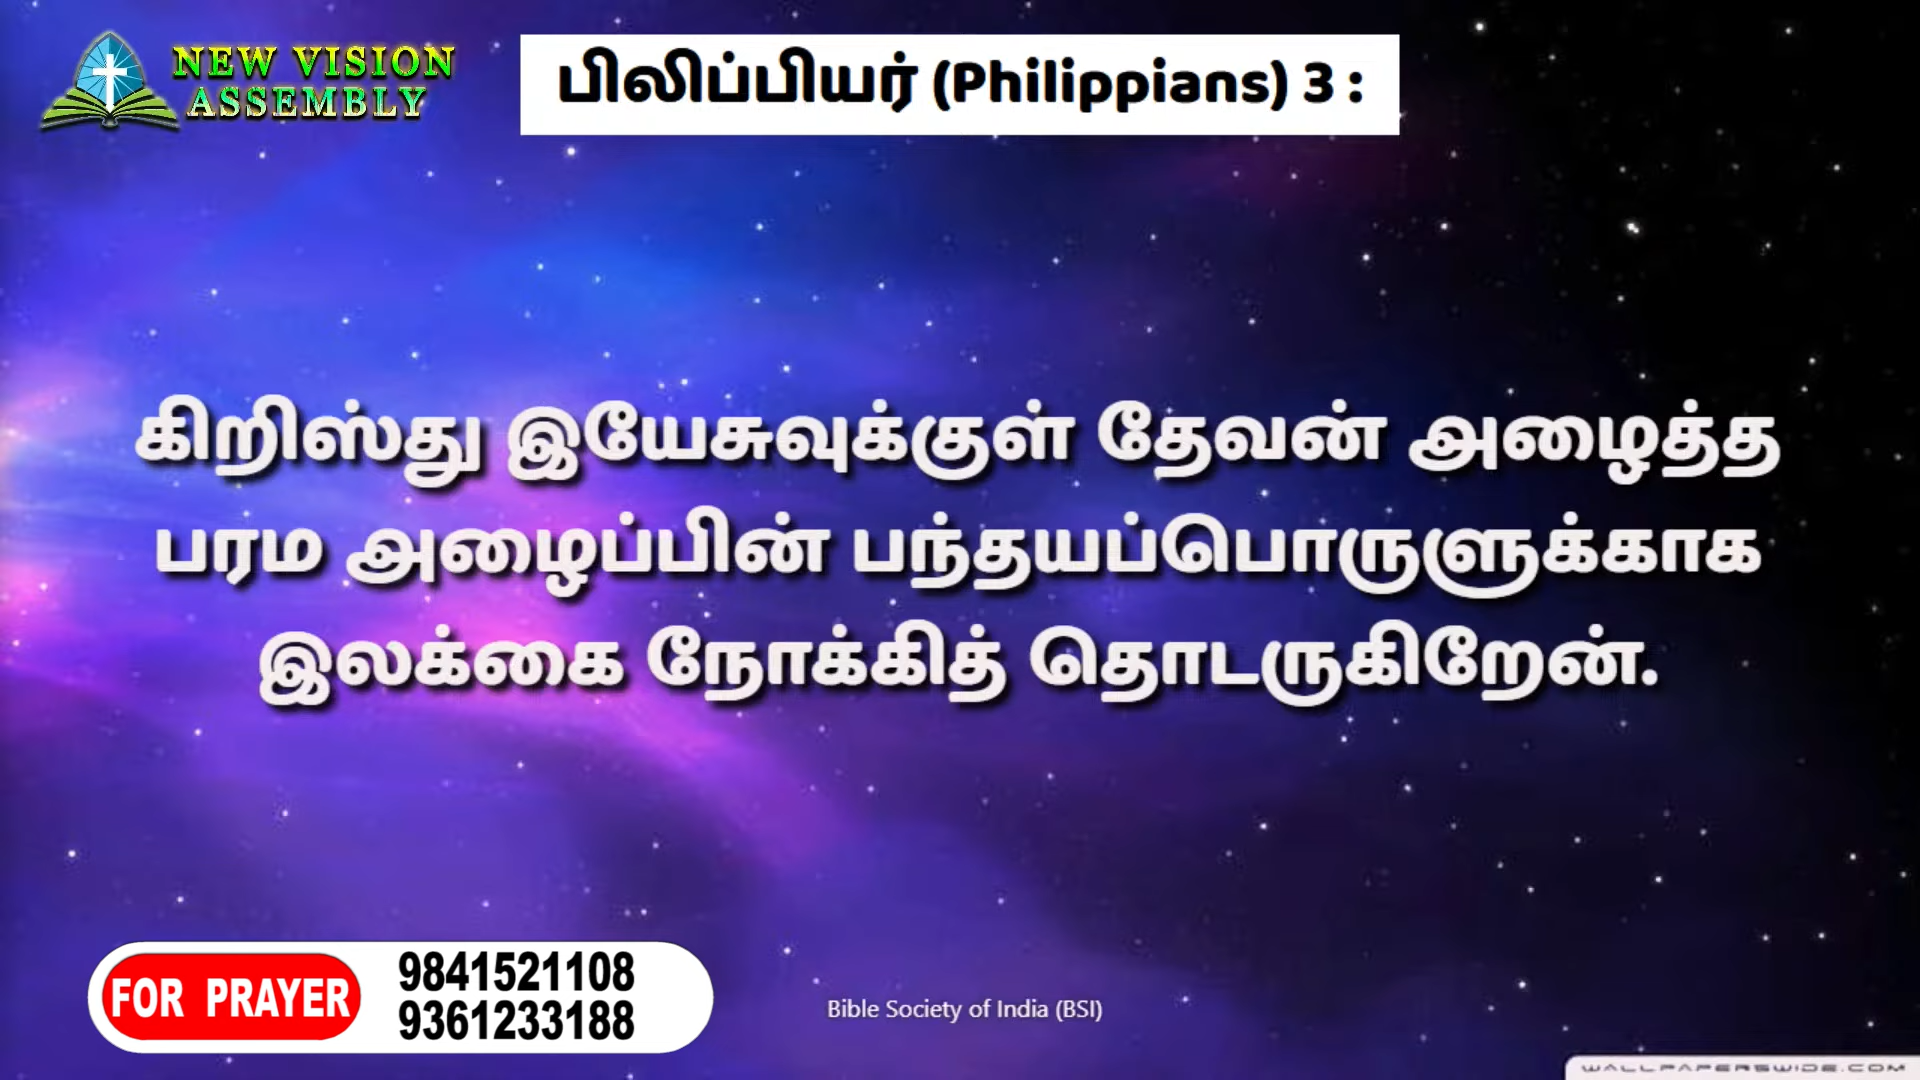 NEW VISION
ASSEMBLY
பிலிப்பியர் (Philippians) 3 :
கிறிஸ்து இயேசுவுக்குள் தேவன் அழைத்த
பரம அழைப்பின் பந்தயப்பொருளுக்காக
இலக்கை நோக்கித் தொடருகிறேன்.
FOR PRAYER
9841521108
9361233188
Bible Society of India (BSI)
WALLPAPERSWIDE.COM